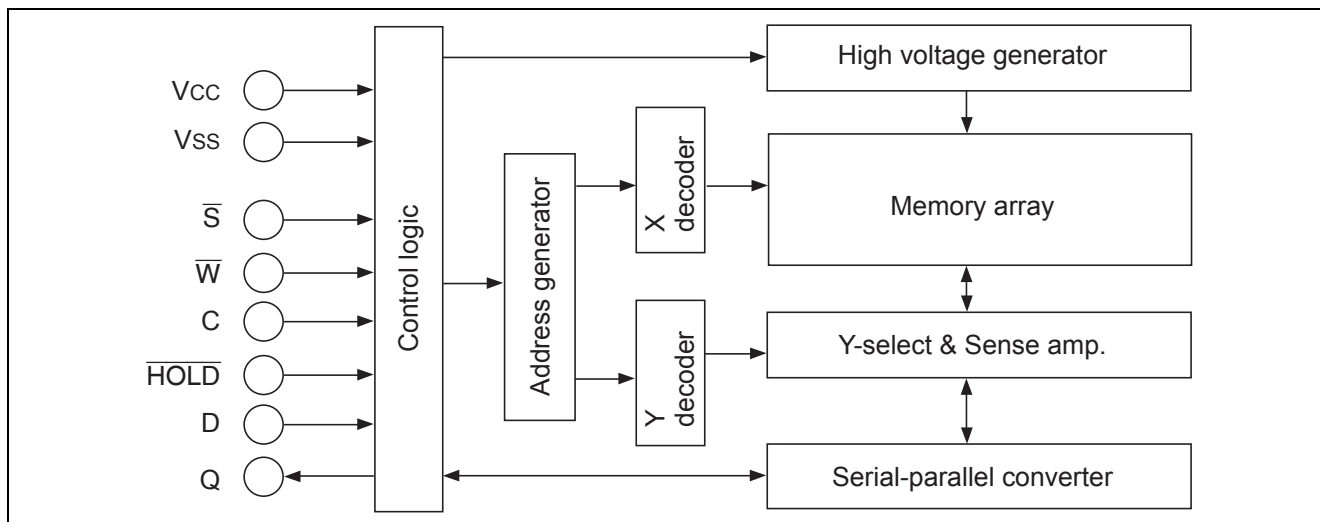 VCC
VSS
S̅
W̅
C
H̅O̅L̅D̅
D
Q
Control logic
Address generator
X
decoder
Y
decoder
High voltage generator
Memory array
Y-select & Sense amp.
Serial-parallel converter